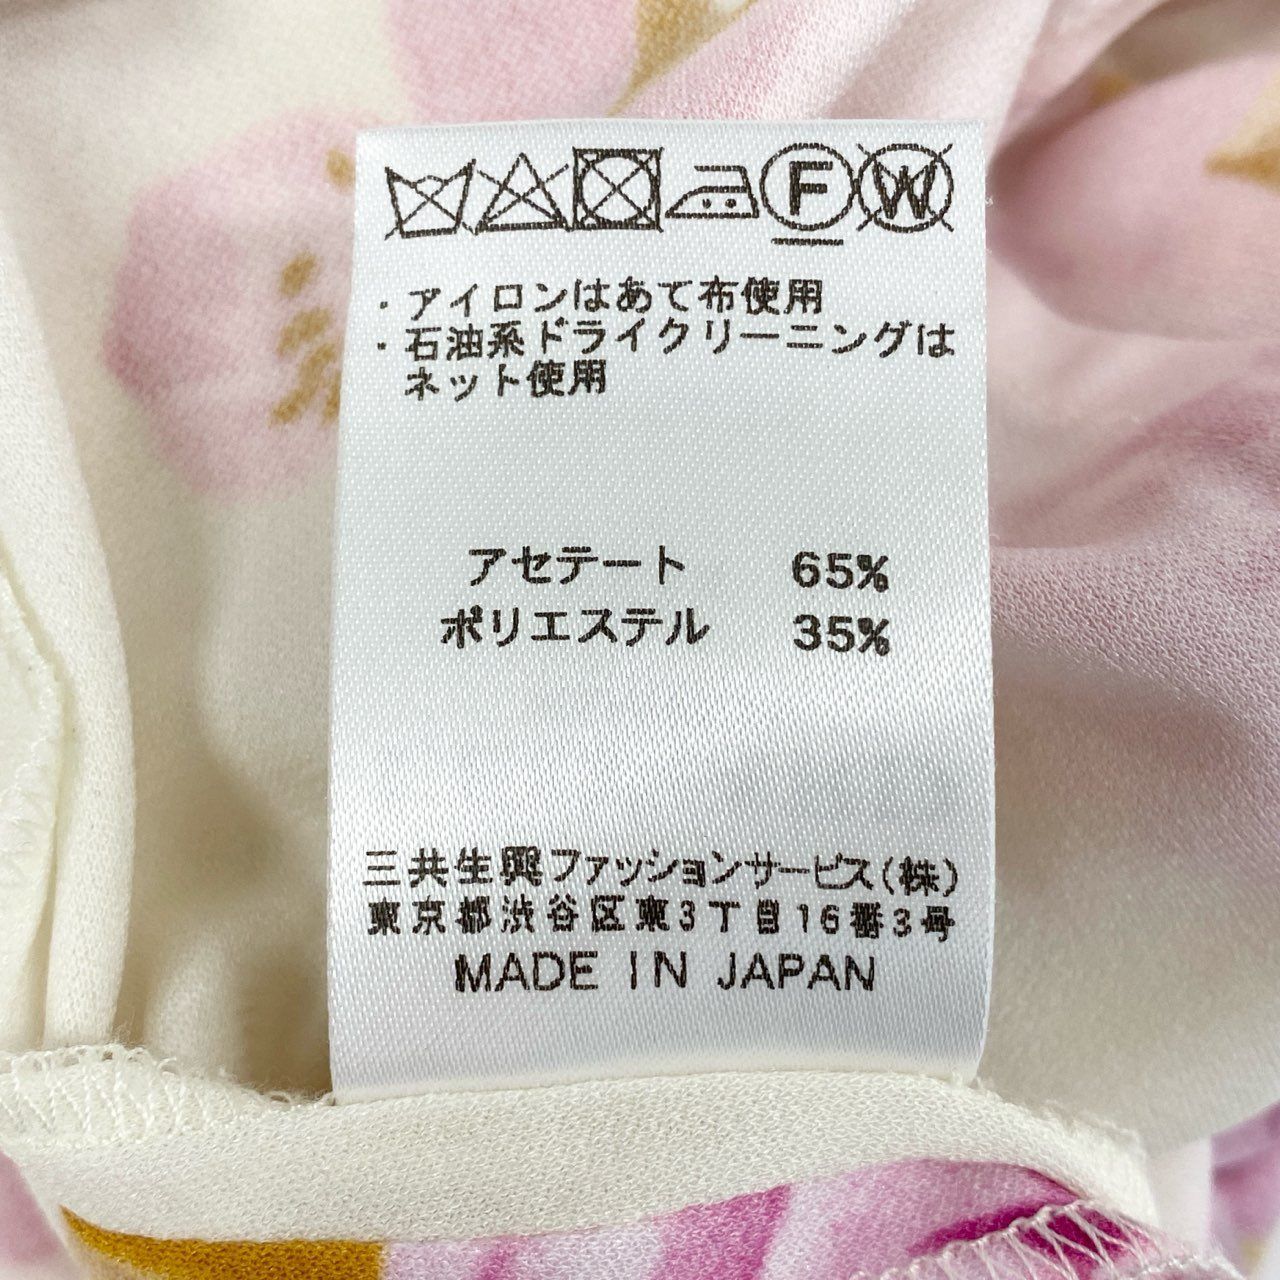 F W
・アイロンはあて布使用
・石油系ドライクリーニングは
ネット使用
アセテート 65%
ポリエステル 35%
三共生興ファッションサービス(株)
東京都渋谷区東3丁目16番3号
MADE IN JAPAN